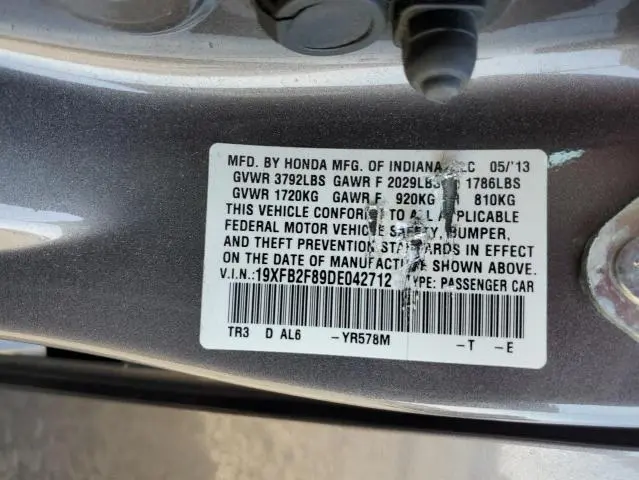 MFD. BY HONDA MFG. OF INDIANA LLC 05/'13
GVWR 3792LBS GAWR F 2029LBS 1786LBS
GVWR 1720KG GAWR F 920KG R 810KG
THIS VEHICLE CONFORMS TO ALL APPLICABLE
FEDERAL MOTOR VEHICLE SAFETY, BUMPER,
AND THEFT PREVENTION STANDARDS IN EFFECT
ON THE DATE OF MANUFACTURE SHOWN ABOVE.
V.I.N.:19XFB2F89DE042712 TYPE: PASSENGER CAR
TR3 D AL6 -YR578M -T -E